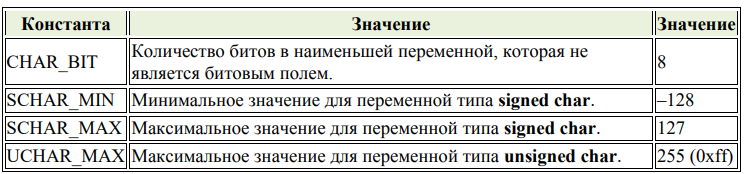 Константа Значение Значение
CHAR_BIT Количество битов в наименьшей переменной, которая не
является битовым полем. 8
SCHAR_MIN Минимальное значение для переменной типа signed char. –128
SCHAR_MAX Максимальное значение для переменной типа signed char. 127
UCHAR_MAX Максимальное значение для переменной типа unsigned char. 255 (0xff)